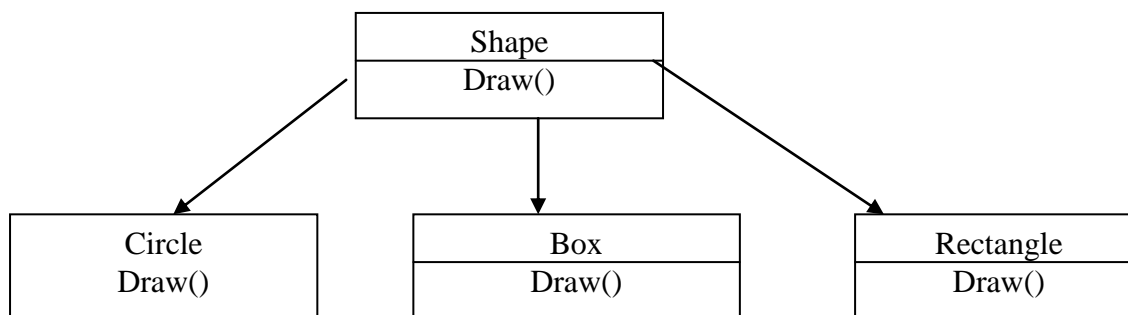 Shape
Draw()
Circle
Draw()
Box
Draw()
Rectangle
Draw()